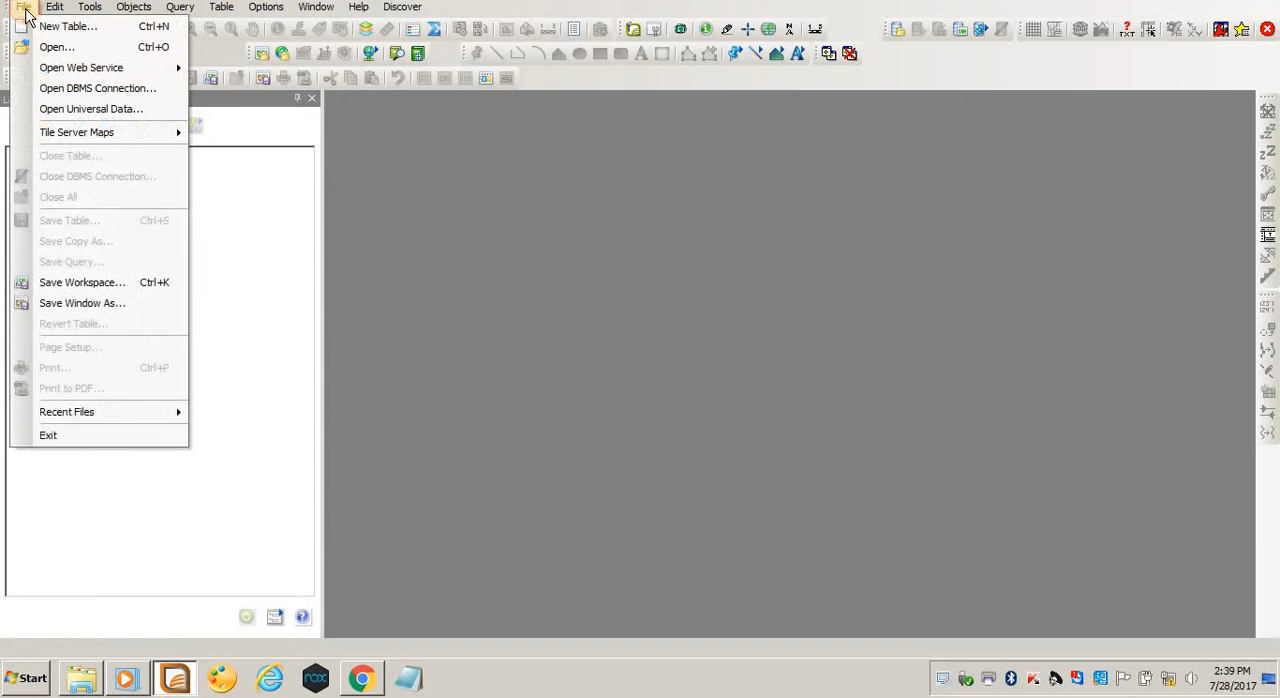 Edit Tools Objects Query Table Options Window Help Discover
New Table... Ctrl+N
Open... Ctrl+O
Open Web Service
Open DBMS Connection...
Open Universal Data...
Tile Server Maps
Close Table...
Close DBMS Connection...
Close All
Save Table... Ctrl+S
Save Copy As...
Save Query...
Save Workspace... Ctrl+K
Save Window As...
Revert Table...
Page Setup...
Print... Ctrl+P
Print to PDF...
Recent Files
Exit
Start
nox
2:39 PM
7/28/2017